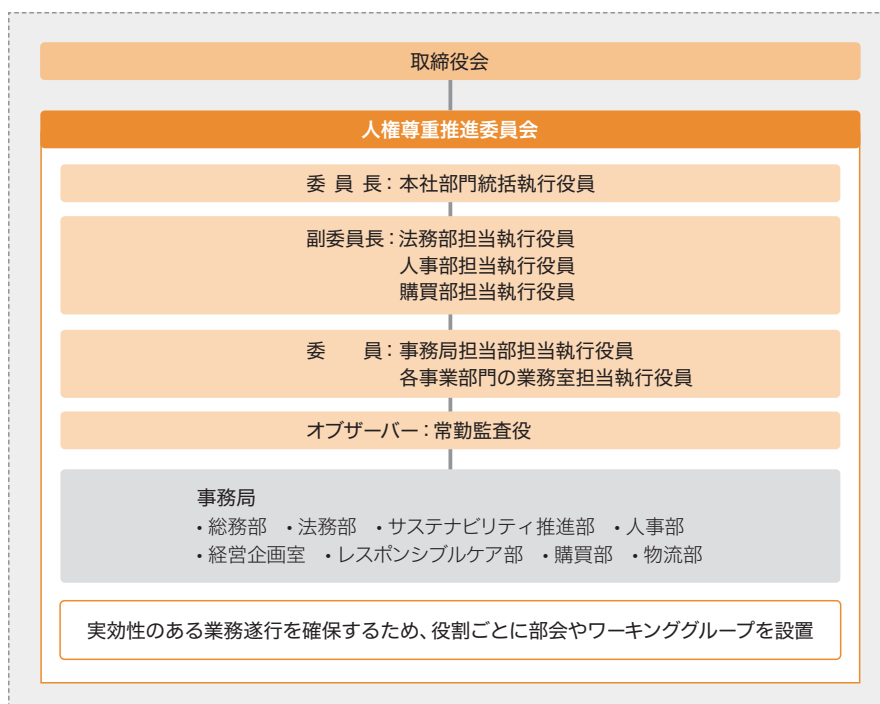 取締役会
人権尊重推進委員会
委 員 長：本社部門統括執行役員
副委員長：法務部担当執行役員
人事部担当執行役員
購買部担当執行役員
委　　員：事務局担当部担当執行役員
各事業部門の業務室担当執行役員
オブザーバー：常勤監査役
事務局
・総務部 ・法務部 ・サステナビリティ推進部 ・人事部
・経営企画室 ・レスポンシブルケア部 ・購買部 ・物流部
実効性のある業務遂行を確保するため、役割ごとに部会やワーキンググループを設置